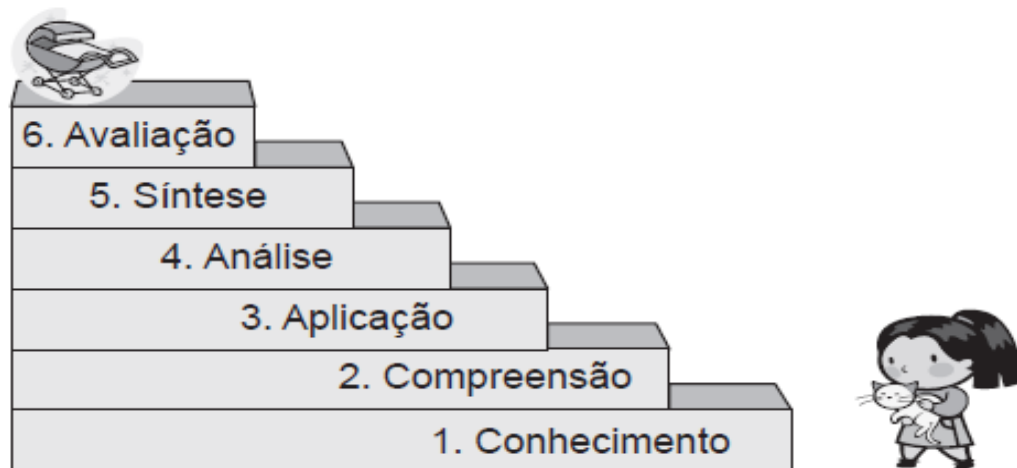 6. Avaliação
5. Síntese
4. Análise
3. Aplicação
2. Compreensão
1. Conhecimento